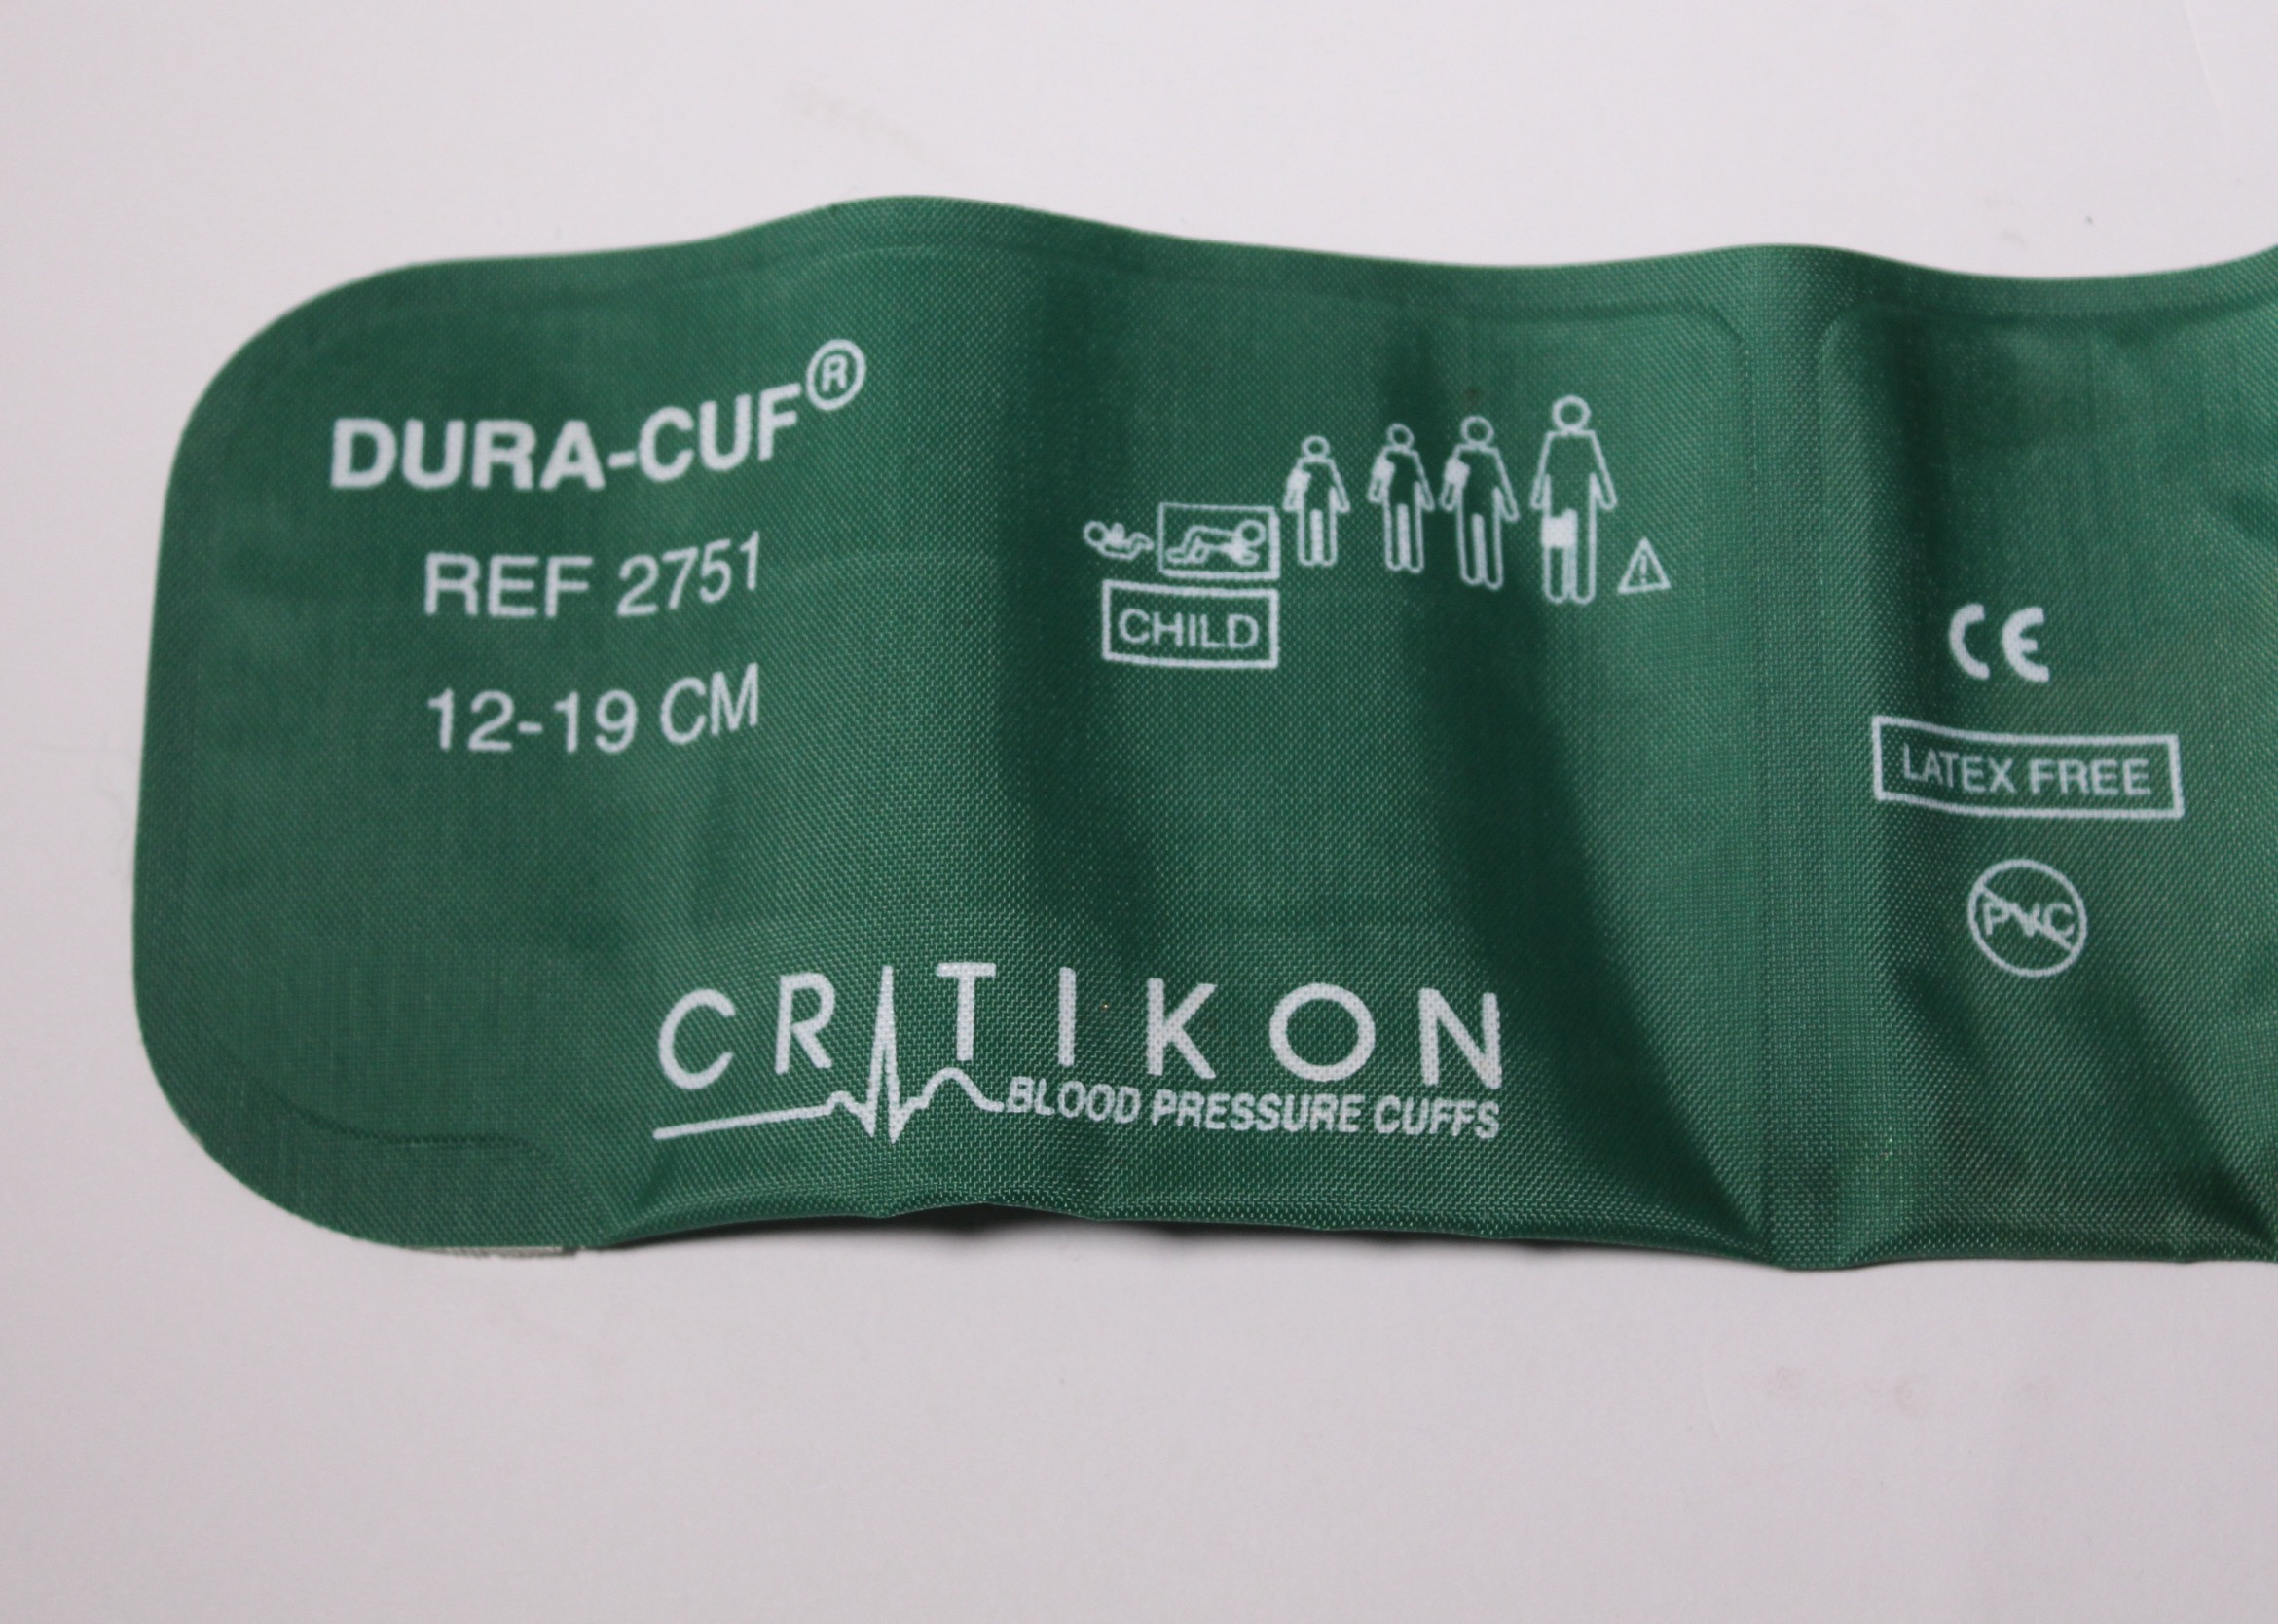 DURA-CUF®
REF 2751
12-19 CM
CHILD
CRITIKON
BLOOD PRESSURE CUFFS
CE
LATEX FREE
PVC